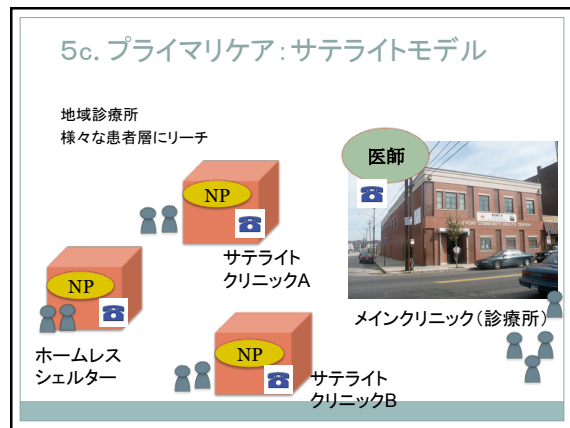 5c. プライマリケア：サテライトモデル
地域診療所
様々な患者層にリーチ
医師
NP
サテライト
クリニックA
NP
ホームレス
シェルター
NP
サテライト
クリニックB
COMMUNITY HEALTH CENTER
メインクリニック（診療所）